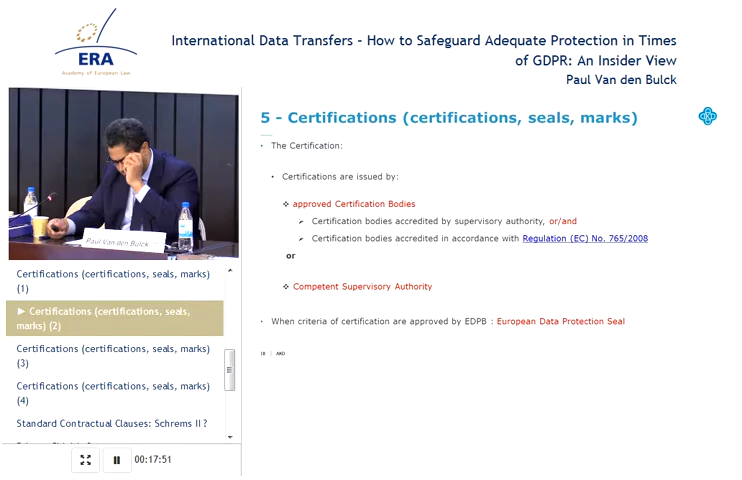 ERA
Academy of European Law
International Data Transfers – How to Safeguard Adequate Protection in Times
of GDPR: An Insider View
Paul Van den Bulck
Paul Van den Bulck
Certifications (certifications, seals, marks)
(1)
► Certifications (certifications, seals,
marks) (2)
Certifications (certifications, seals, marks)
(3)
Certifications (certifications, seals, marks)
(4)
Standard Contractual Clauses: Schrems II ?
00:17:51
5 - Certifications (certifications, seals, marks)
• The Certification:
• Certifications are issued by:
❖ approved Certification Bodies
➢ Certification bodies accredited by supervisory authority, or/and
➢ Certification bodies accredited in accordance with Regulation (EC) No. 765/2008
or
❖ Competent Supervisory Authority
• When criteria of certification are approved by EDPB : European Data Protection Seal
18 | AKD